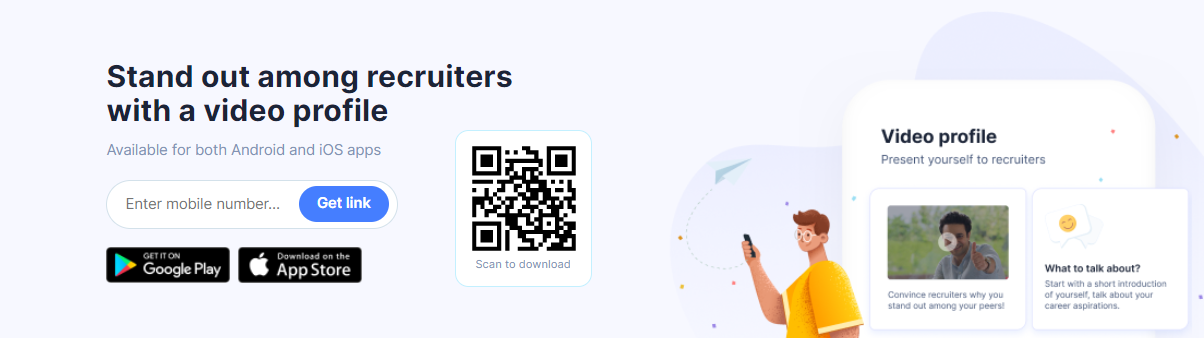 Stand out among recruiters
with a video profile
Available for both Android and iOS apps
Enter mobile number...
Get link
GET IT ON
Google Play
Download on the
App Store
Scan to download
Video profile
Present yourself to recruiters
Convince recruiters why you
stand out among your peers!
What to talk about?
Start with a short introduction
of yourself, talk about your
career aspirations.